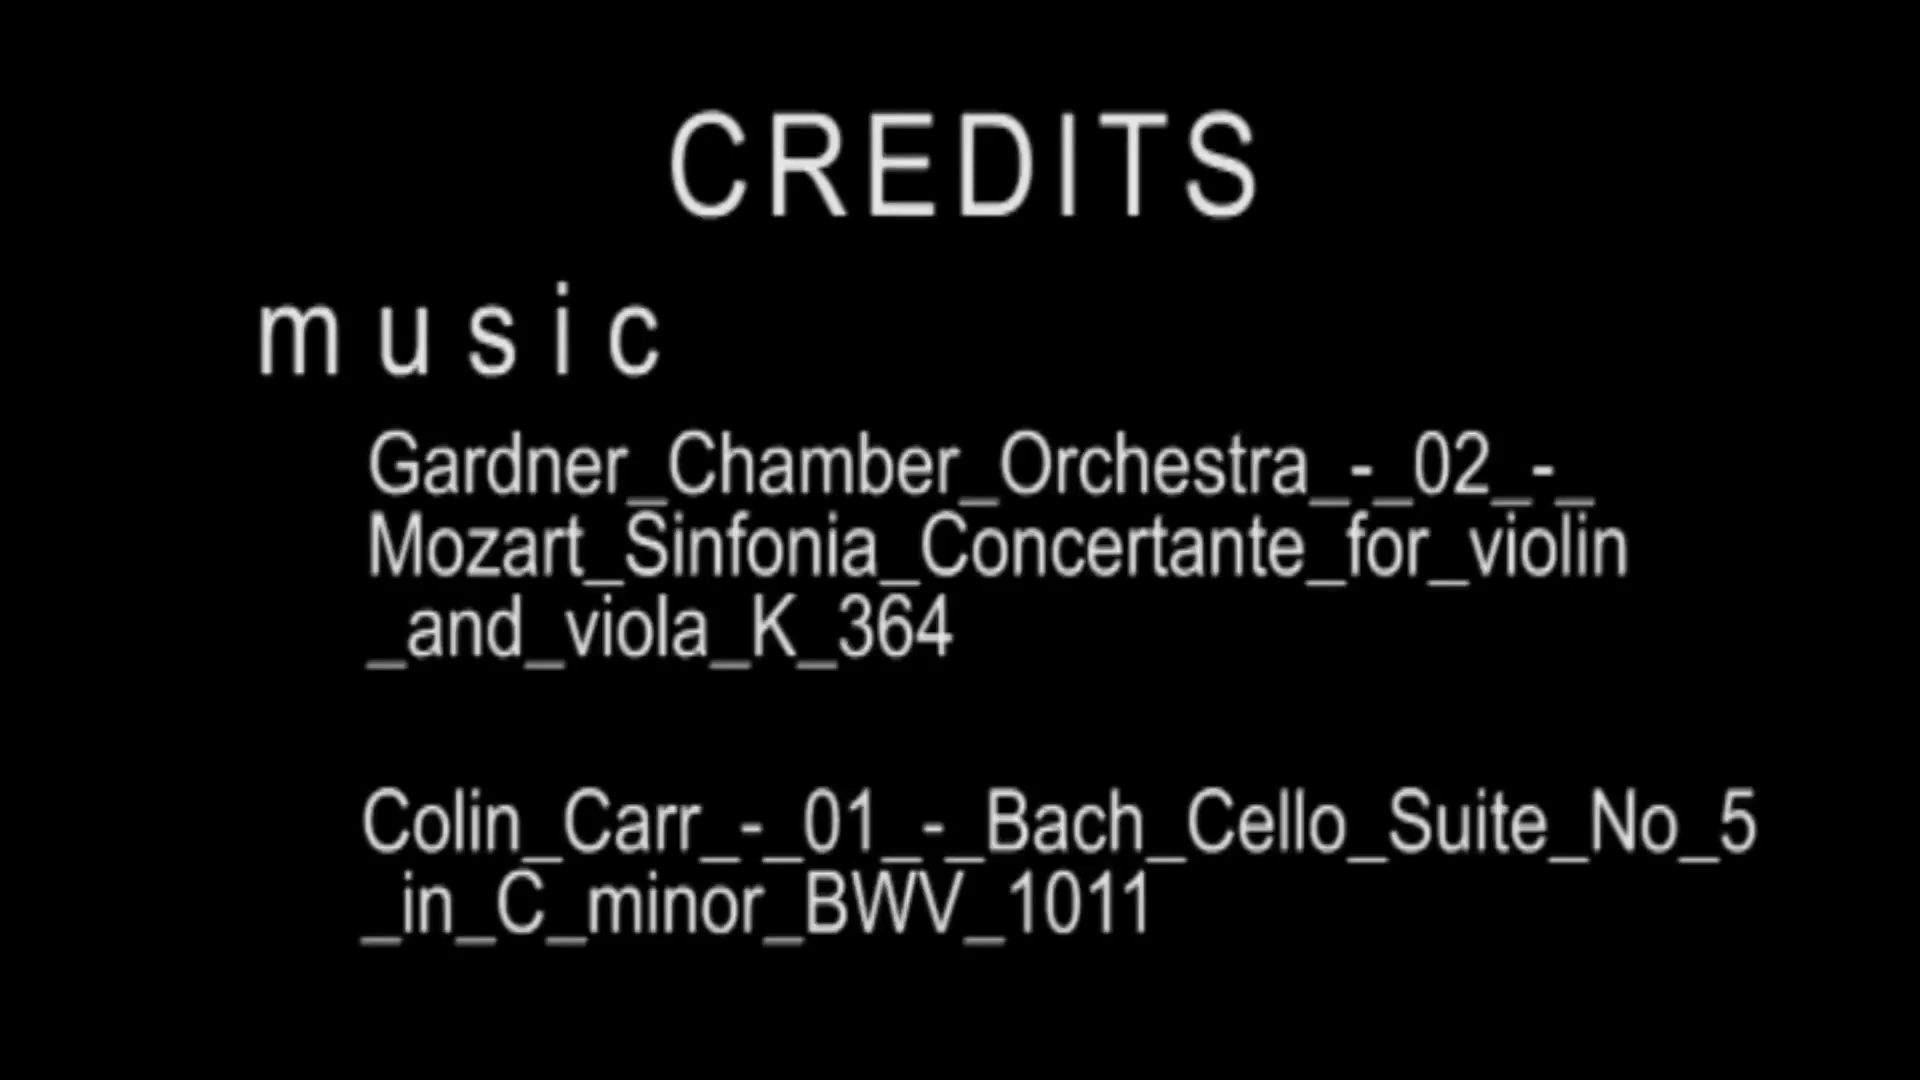 CREDITS
music
Gardner_Chamber_Orchestra_-_02_-_
Mozart_Sinfonia_Concertante_for_violin
_and_viola_K_364
Colin_Carr_-_01_-_Bach_Cello_Suite_No_5
_in_C_minor_BWV_1011